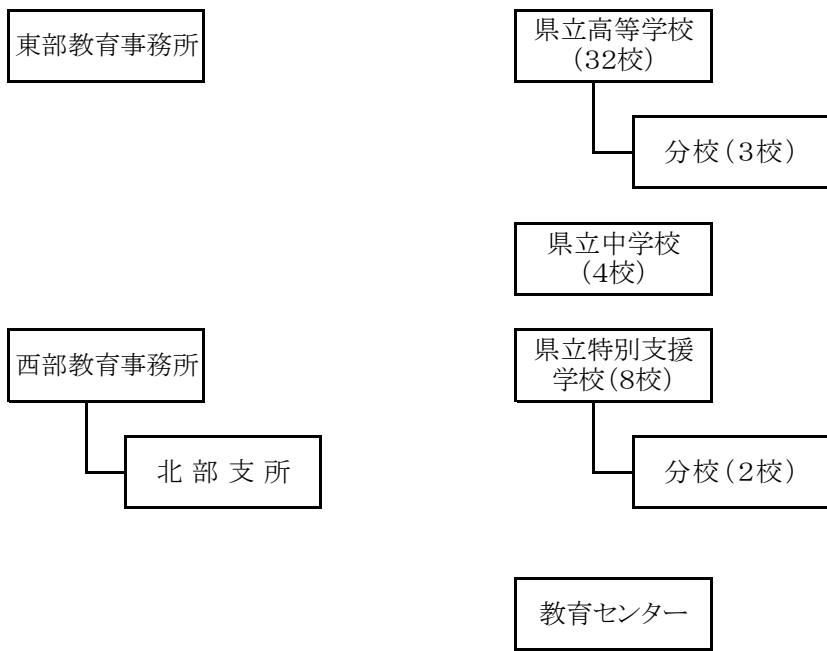 東部教育事務所
県立高等学校
（32校）
分校（3校）
県立中学校
（4校）
西部教育事務所
県立特別支援
学校（8校）
北 部 支 所
分校（2校）
教育センター